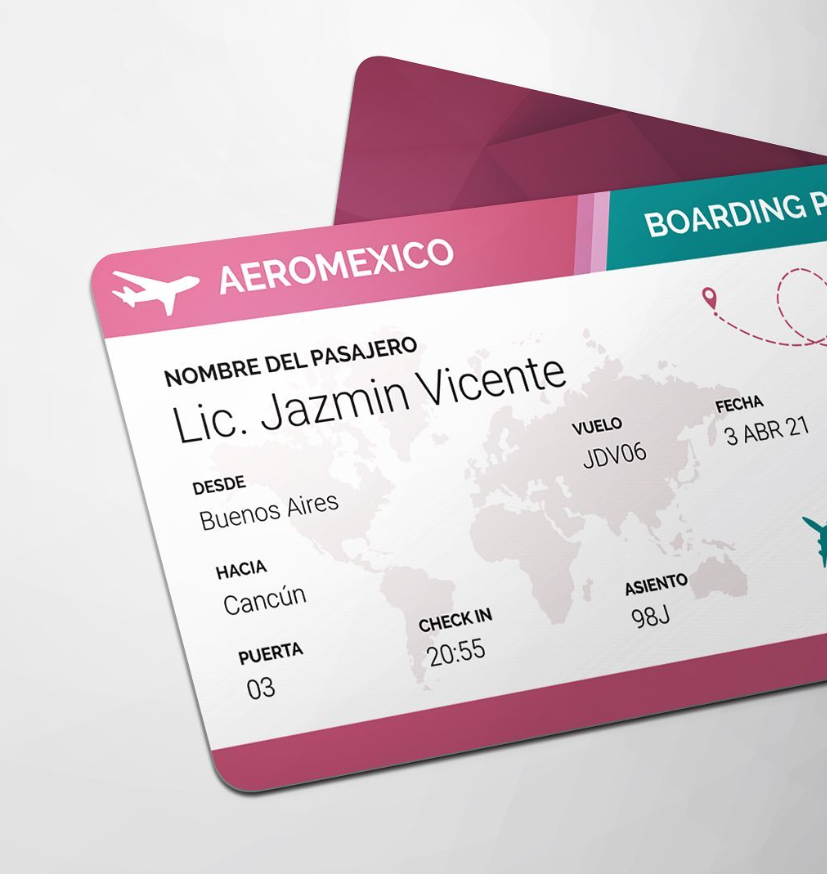 AEROMEXICO
BOARDING P
NOMBRE DEL PASAJERO
Lic. Jazmin Vicente
VUELO
JDV06
FECHA
3 ABR 21
DESDE
Buenos Aires
HACIA
Cancún
PUERTA
03
CHECK IN
20:55
ASIENTO
98J